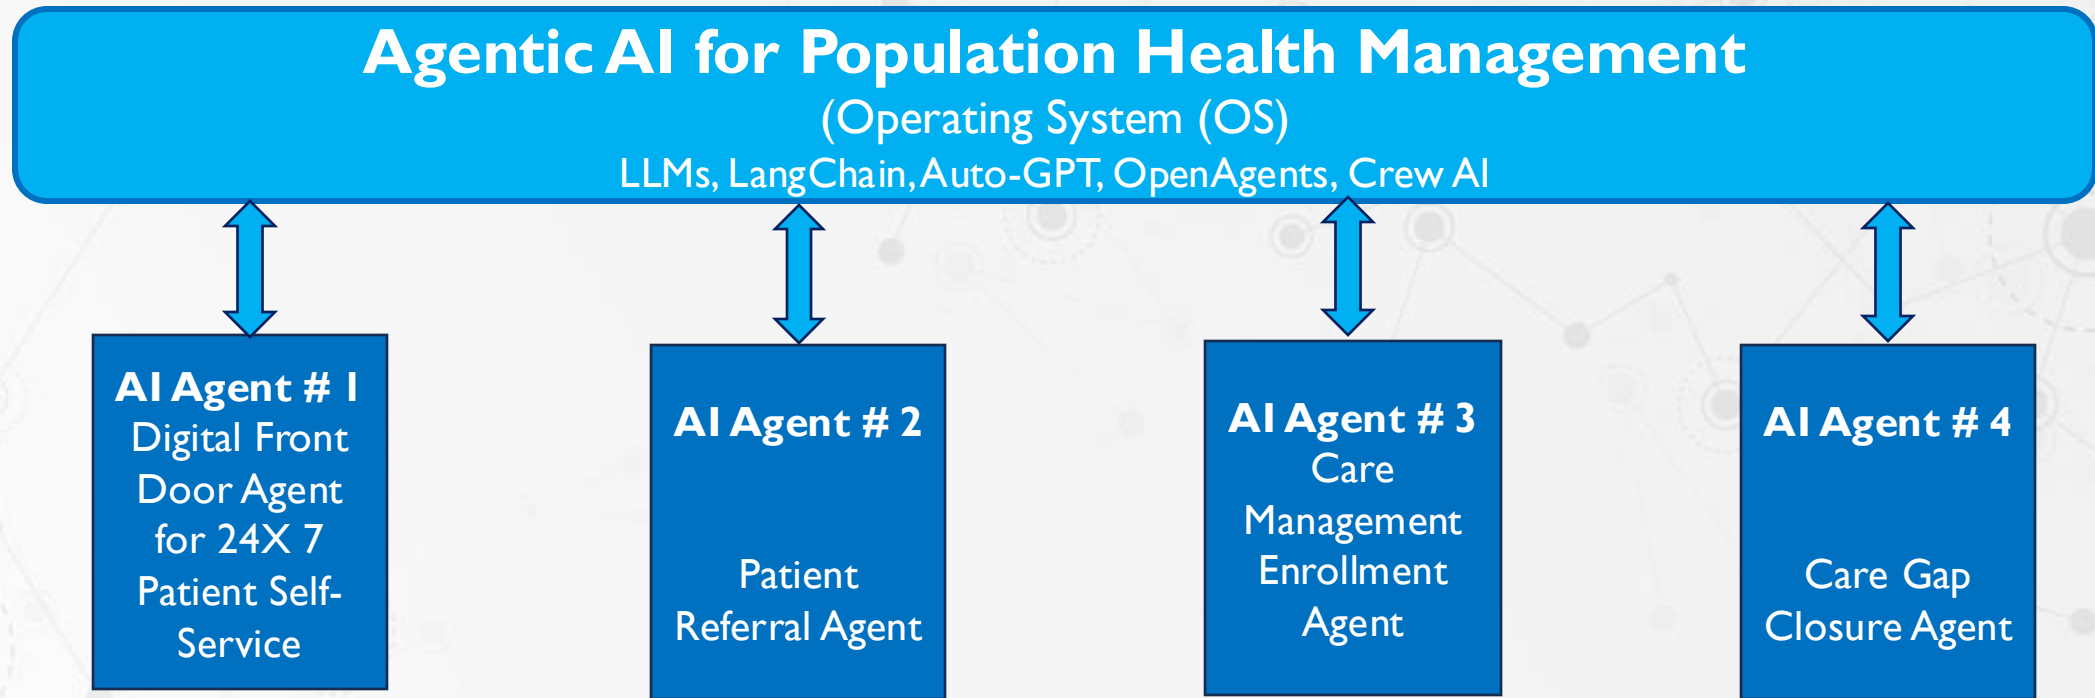 Agentic AI for Population Health Management
(Operating System (OS)
LLMs, LangChain, Auto-GPT, OpenAgents, Crew AI
AI Agent # 1
Digital Front
Door Agent
for 24X 7
Patient Self-
Service
AI Agent # 2
Patient
Referral Agent
AI Agent # 3
Care
Management
Enrollment
Agent
AI Agent # 4
Care Gap
Closure Agent